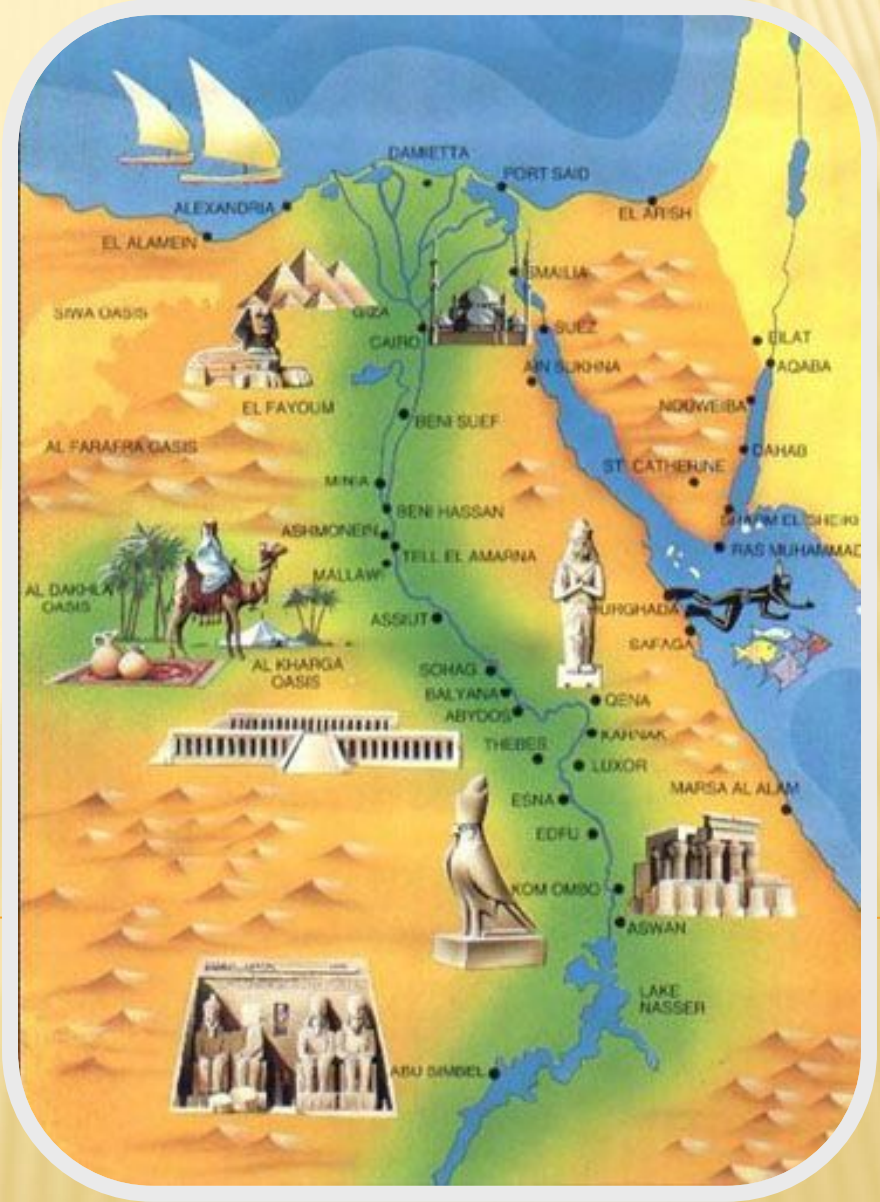 DAMIETTA
PORT SAID
ALEXANDRIA
EL ARISH
EL ALAMEIN
ISMAILIA
SIWA OASIS
GIZA
SUEZ
CAIRO
EILAT
AIN SUKHNA
AQABA
EL FAYOUM
NOUWEIBA
BENI SUEF
AL FARAFRA OASIS
DAHAB
ST. CATHERINE
MINIA
BENI HASSAN
SHARM EL SHEIKH
ASHMONEIN
RAS MUHAMMAD
TELL EL AMARNA
MALLAWI
AL DAKHLA
OASIS
HURGHADA
ASSIUT
SAFAGA
AL KHARGA
OASIS
SOHAG
BALYANA
QENA
ABYDOS
KARNAK
THEBES
LUXOR
MARSA AL ALAM
ESNA
EDFU
KOM OMBO
ASWAN
LAKE
NASSER
ABU SIMBEL